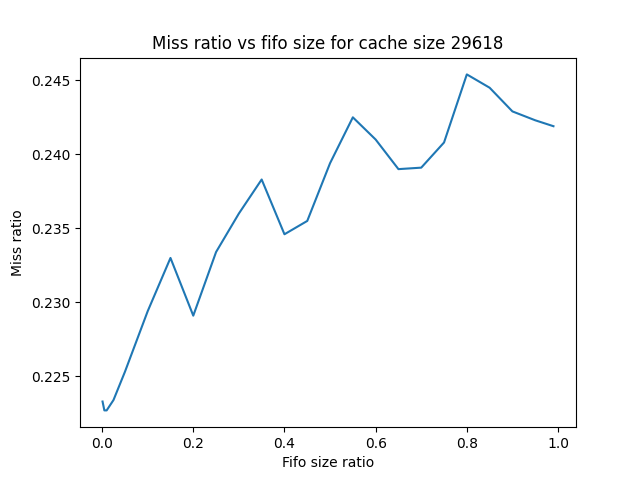 Miss ratio vs fifo size for cache size 29618
0.245
0.240
0.235
0.230
0.225
Miss ratio
0.0 0.2 0.4 0.6 0.8 1.0
Fifo size ratio